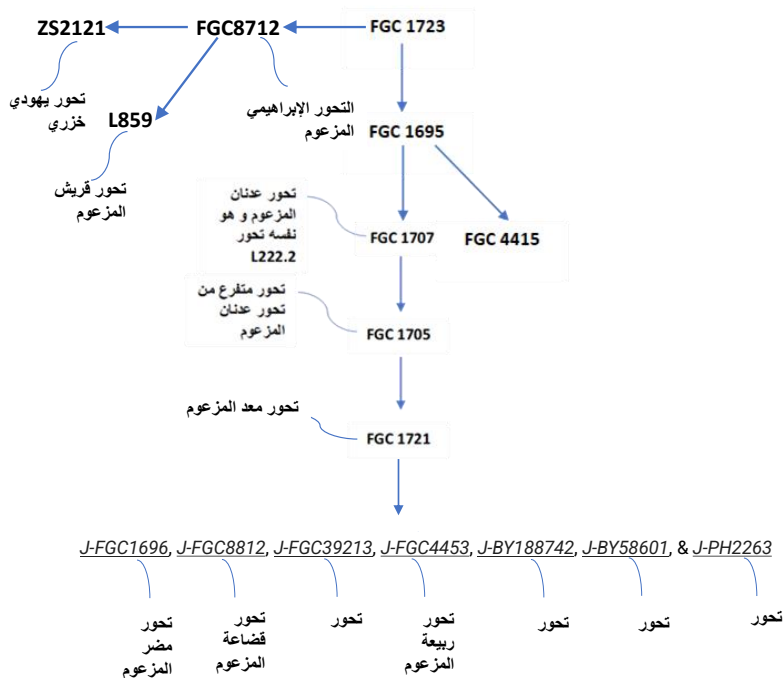 ZS2121
FGC8712
FGC 1723
تحور يهودي
خزري
L859
التحور الإبراهيمي
المزعوم
FGC 1695
تحور قريش
المزعوم
تحور عدنان
المزعوم و هو
نفسه تحور
L222.2
FGC 1707
FGC 4415
تحور متفرع من
تحور عدنان
المزعوم
FGC 1705
تحور معد المزعوم
FGC 1721
J-FGC1696, J-FGC8812, J-FGC39213, J-FGC4453, J-BY188742, J-BY58601, & J-PH2263
تحور
مضر
المزعوم
تحور
قضاعة
المزعوم
تحور
تحور
ربيعة
المزعوم
تحور
تحور
تحور